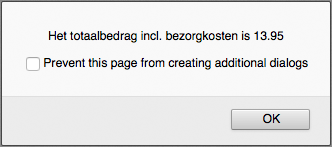 Het totaalbedrag incl. bezorgkosten is 13.95
Prevent this page from creating additional dialogs
OK